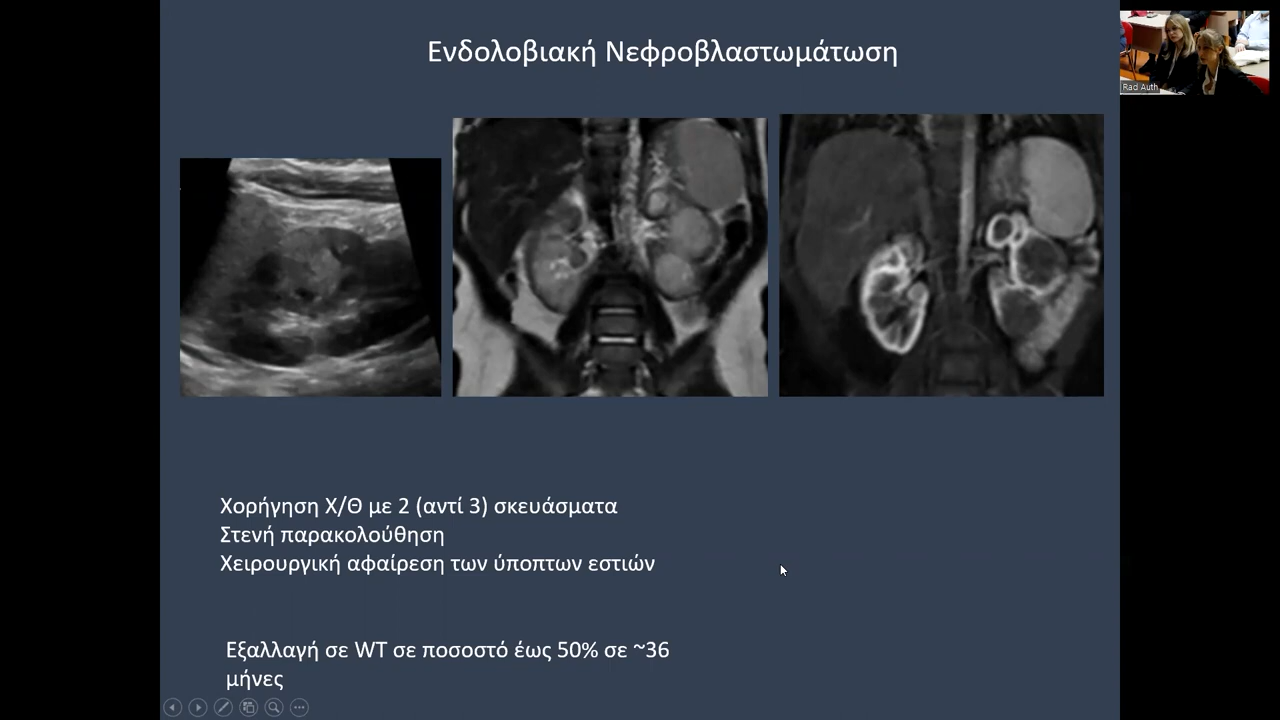 Ενδολοβιακή Νεφροβλαστωμάτωση
Rad Auth
Χορήγηση Χ/Θ με 2 (αντί 3) σκευάσματα
Στενή παρακολούθηση
Χειρουργική αφαίρεση των ύποπτων εστιών
Εξαλλαγή σε WT σε ποσοστό έως 50% σε ~36
μήνες